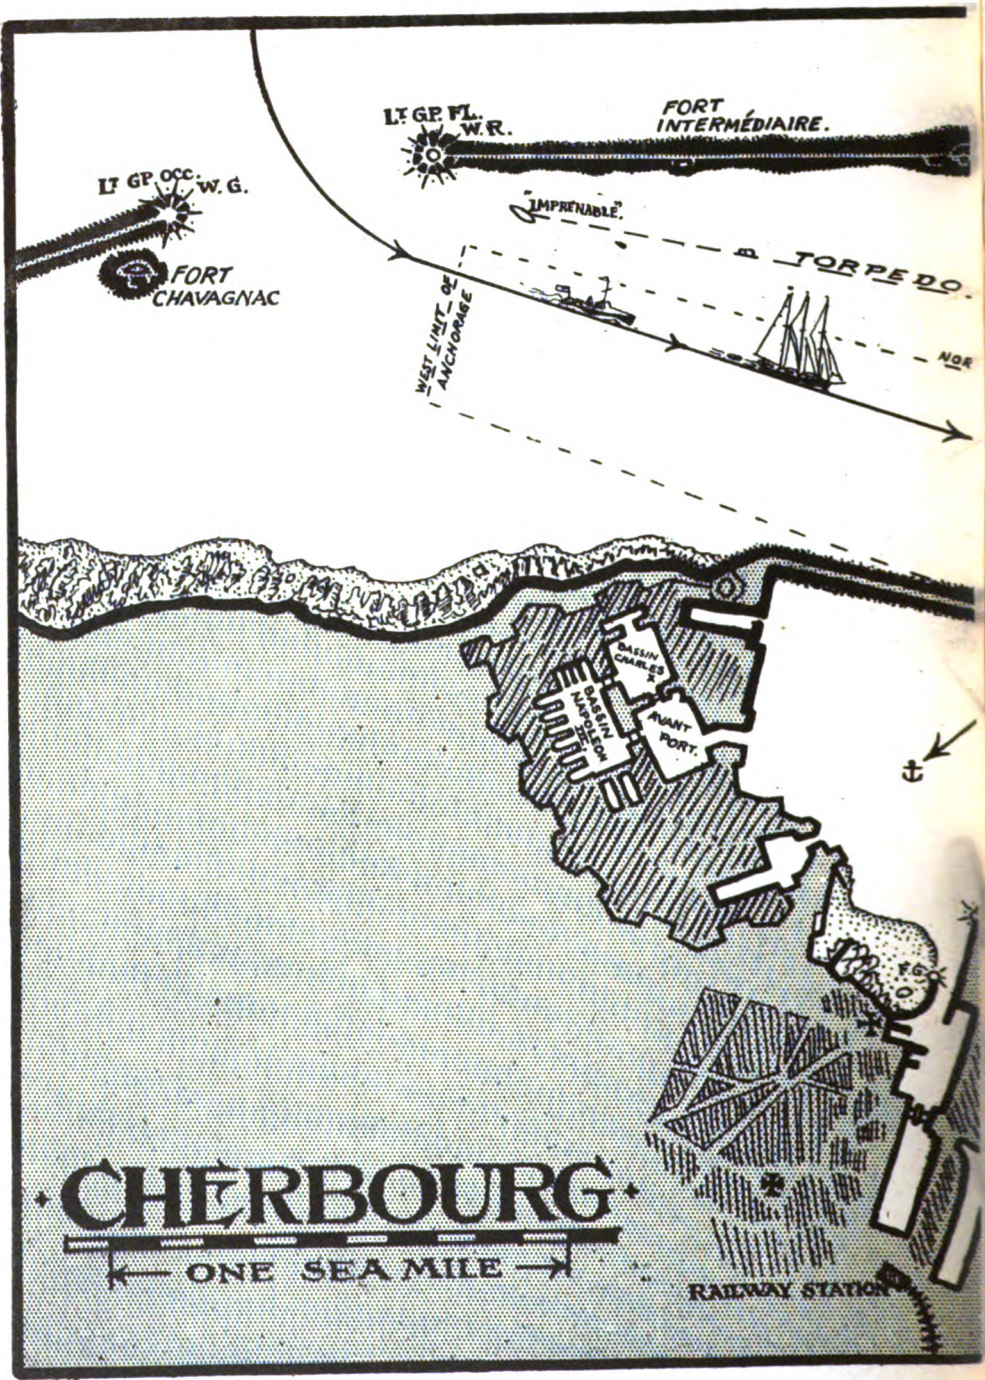 LT GP. FL.
W.R.
FORT
INTERMÉDIAIRE.
LT GP. OCC.
W. G.
"IMPRENABLE".
FORT
CHAVAGNAC
TORPEDO.
WEST LIMIT OF
ANCHORAGE
NOR
BASSIN
CHARLES
X
BASSIN
NAPOLEON
III.
AVANT
PORT.
F.G.
CHERBOURG
ONE SEA MILE
RAILWAY STATION